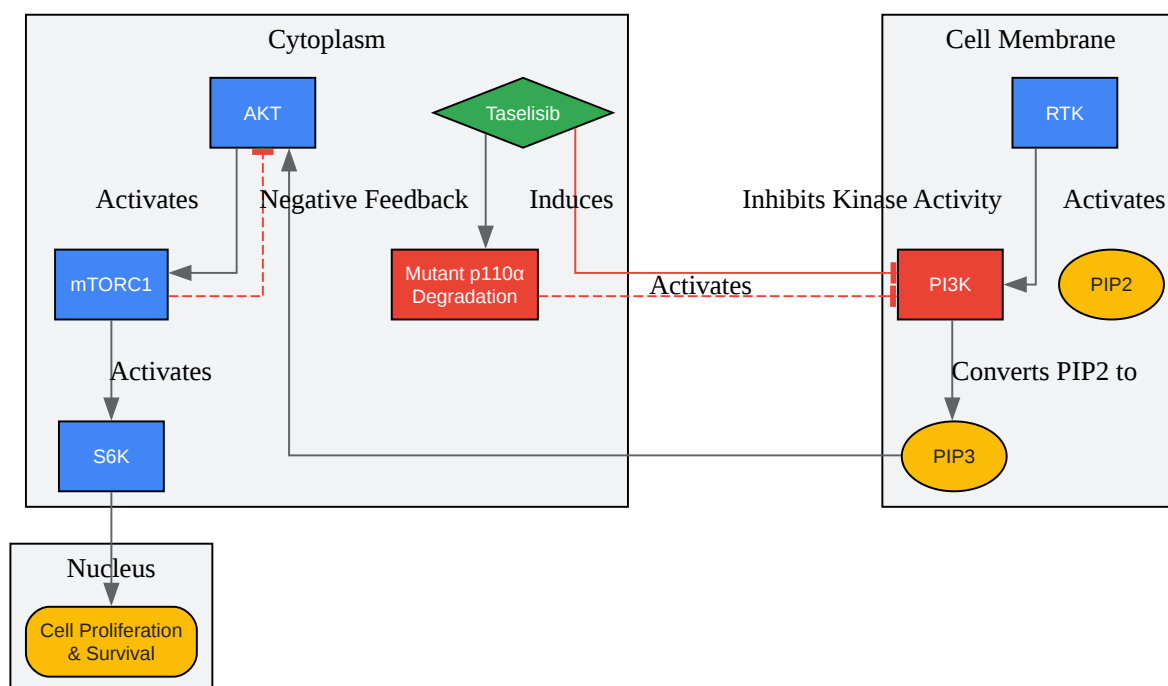 Cytoplasm
Cell Membrane
AKT
Taselisib
RTK
Activates
Negative Feedback
Induces
Inhibits Kinase Activity
Activates
mTORC1
Mutant p110α
Degradation
Activates
PI3K
PIP2
Activates
Converts PIP2 to
S6K
PIP3
Nucleus
Cell Proliferation
& Survival